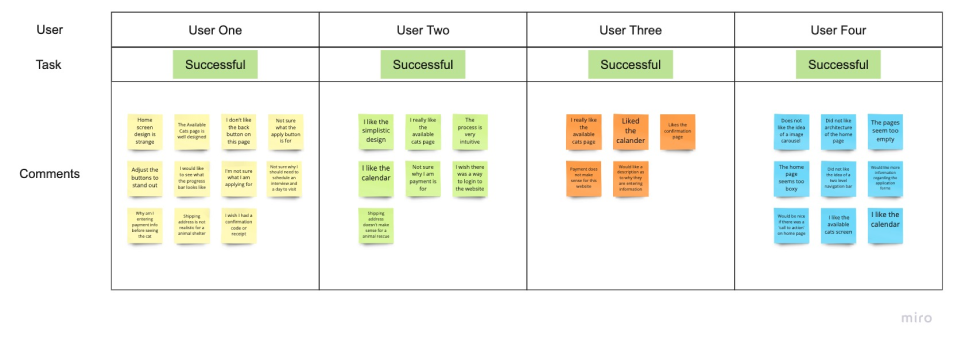 User
User One
User Two
User Three
User Four
Task
Successful
Successful
Successful
Successful
Comments
Home
screen
design is
strange
The Available
Cats page is
well designed
I don't like
the back
button on
this page
Not sure
what the
apply button
is for
Adjust the
buttons to
stand out
I would like
to see what
the progress
bar looks like
I'm not sure
what I am
applying for
Not sure why I
should need to
schedule an
interview and
a day to visit
Why am I
entering
payment info
before seeing
the cat
Shipping
address is not
realistic for a
animal shelter
I wish I had a
confirmation
code or
receipt
I like the
simplistic
design
I really like
the
available
cats page
The
process is
very
intuitive
I like the
calendar
Not sure
why I am
payment is
for
I wish there
was a way
to login to
the website
Shipping
address
doesn't make
sense for a
animal rescue
I really like
the
available
cats page
Liked
the
calander
Likes the
confirmation
page
Payment does
not make
sense for this
website
Would like a
description as
to why they
are entering
information
Does not
like the idea
of a image
carousel
Did not like
architecture
of the home
page
The pages
seem too
empty
The home
page
seems too
boxy
Did not like
the idea of a
two level
navigation bar
Would like more
information
regarding the
application
forms
Would be nice
if there was a
call to action
on home page
I like the
available
cats screen
I like the
calendar
miro